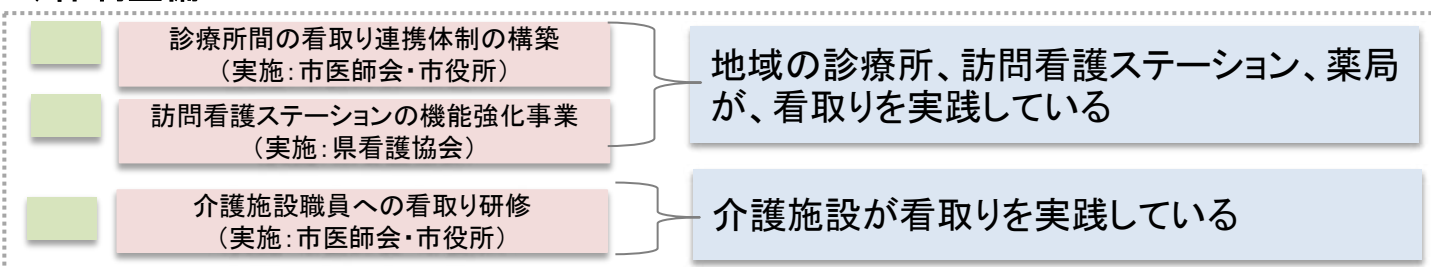 診療所間の看取り連携体制の構築
（実施：市医師会・市役所）
訪問看護ステーションの機能強化事業
（実施：県看護協会）
地域の診療所、訪問看護ステーション、薬局
が、看取りを実践している
介護施設職員への看取り研修
（実施：市医師会・市役所）
介護施設が看取りを実践している